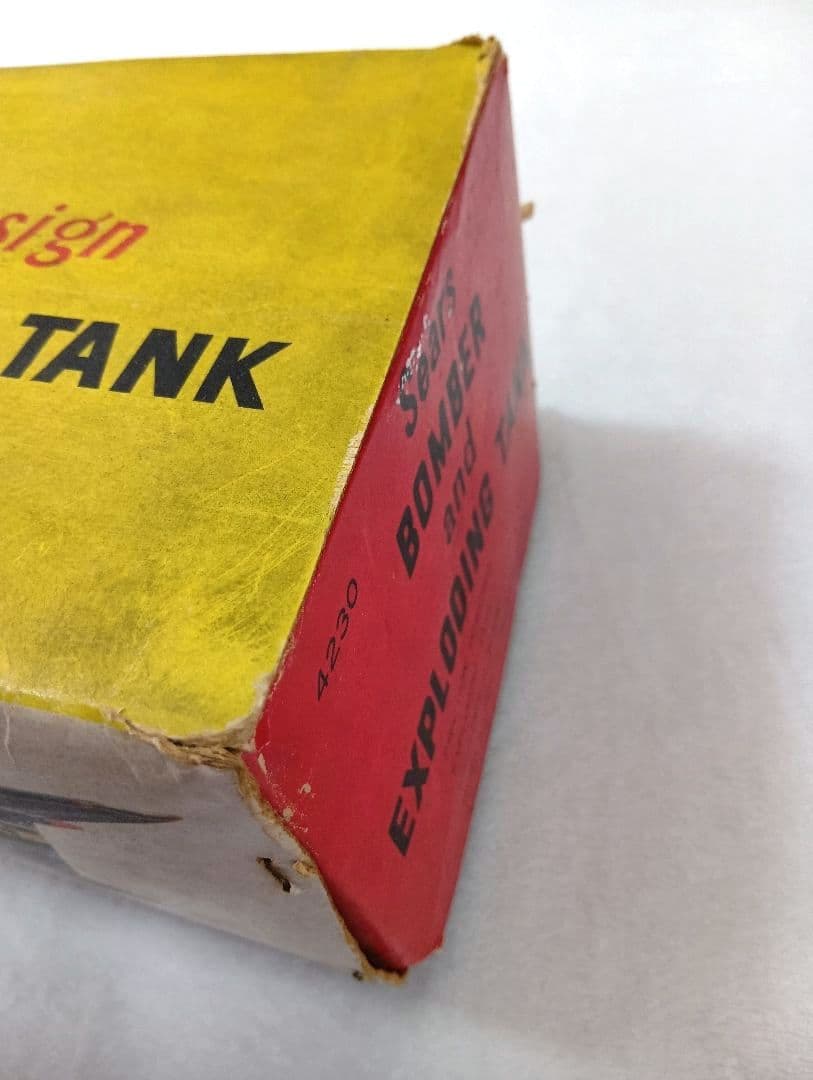 sign
TANK
Sears
BOMBER
and
EXPLODING TANK
4230